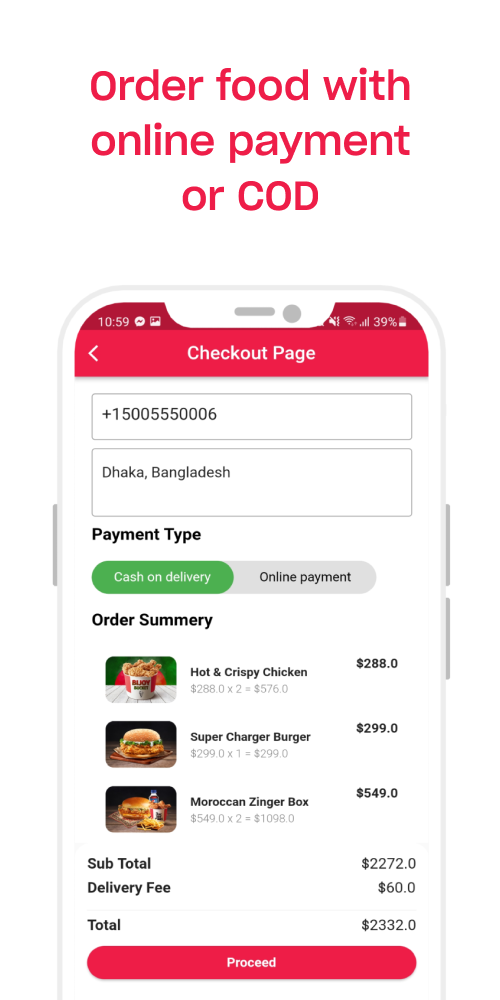 Order food with
online payment
or COD
10:59
39%
Checkout Page
+15005550006
Dhaka, Bangladesh
Payment Type
Cash on delivery
Online payment
Order Summery
Hot & Crispy Chicken
$288.0
$288.0 x 2 = $576.0
Super Charger Burger
$299.0
$299.0 x 1 = $299.0
Moroccan Zinger Box
$549.0
$549.0 x 2 = $1098.0
Sub Total
$2272.0
Delivery Fee
$60.0
Total
$2332.0
Proceed